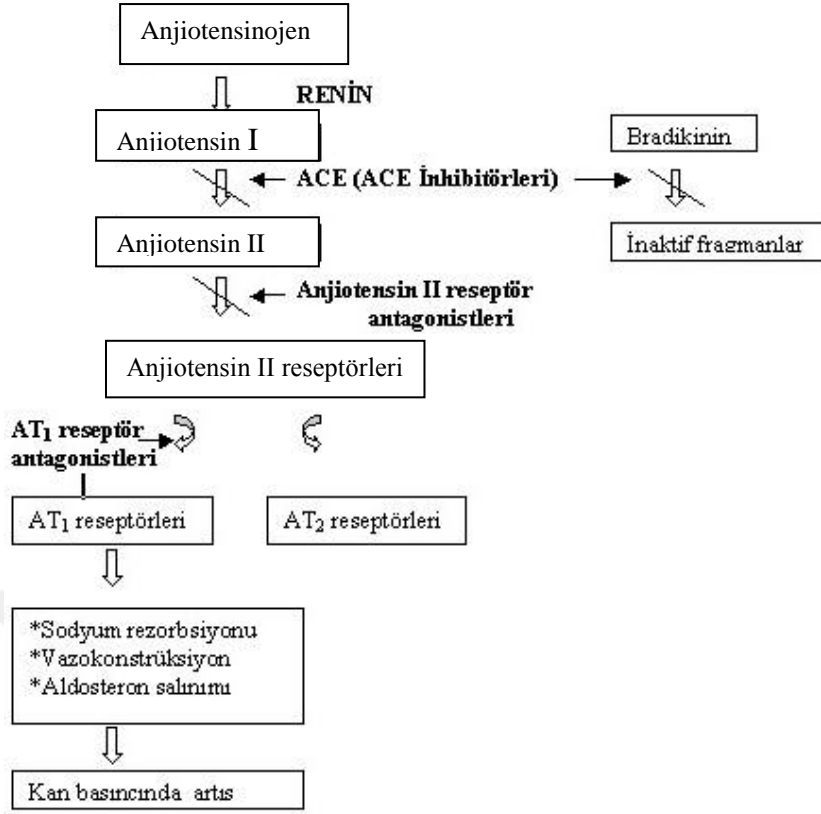 Anjiotensinojen
RENİN
Anjiotensin I
Bradikinin
ACE (ACE İnhibitörleri)
Anjiotensin II
İnaktif fragmanlar
Anjiotensin II reseptör
antagonistleri
Anjiotensin II reseptörleri
AT₁ reseptör
antagonistleri
AT₁ reseptörleri
AT₂ reseptörleri
*Sodyum rezorbsiyonu
*Vazokonstrüksiyon
*Aldosteron salınımı
Kan basıncında artıs